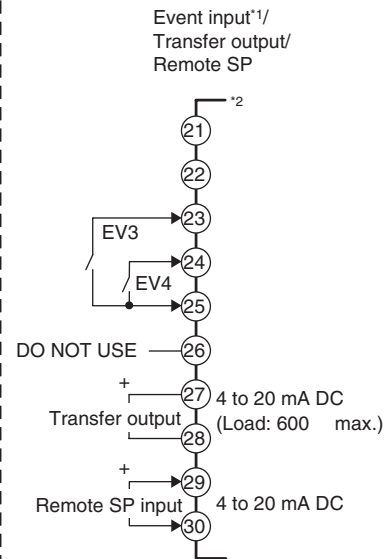 Event input*1/
Transfer output/
Remote SP
*2
21
22
23
EV3
24
EV4
25
DO NOT USE
26
+
27
4 to 20 mA DC
Transfer output
(Load: 600 max.)
28
+
29
Remote SP input
4 to 20 mA DC
30